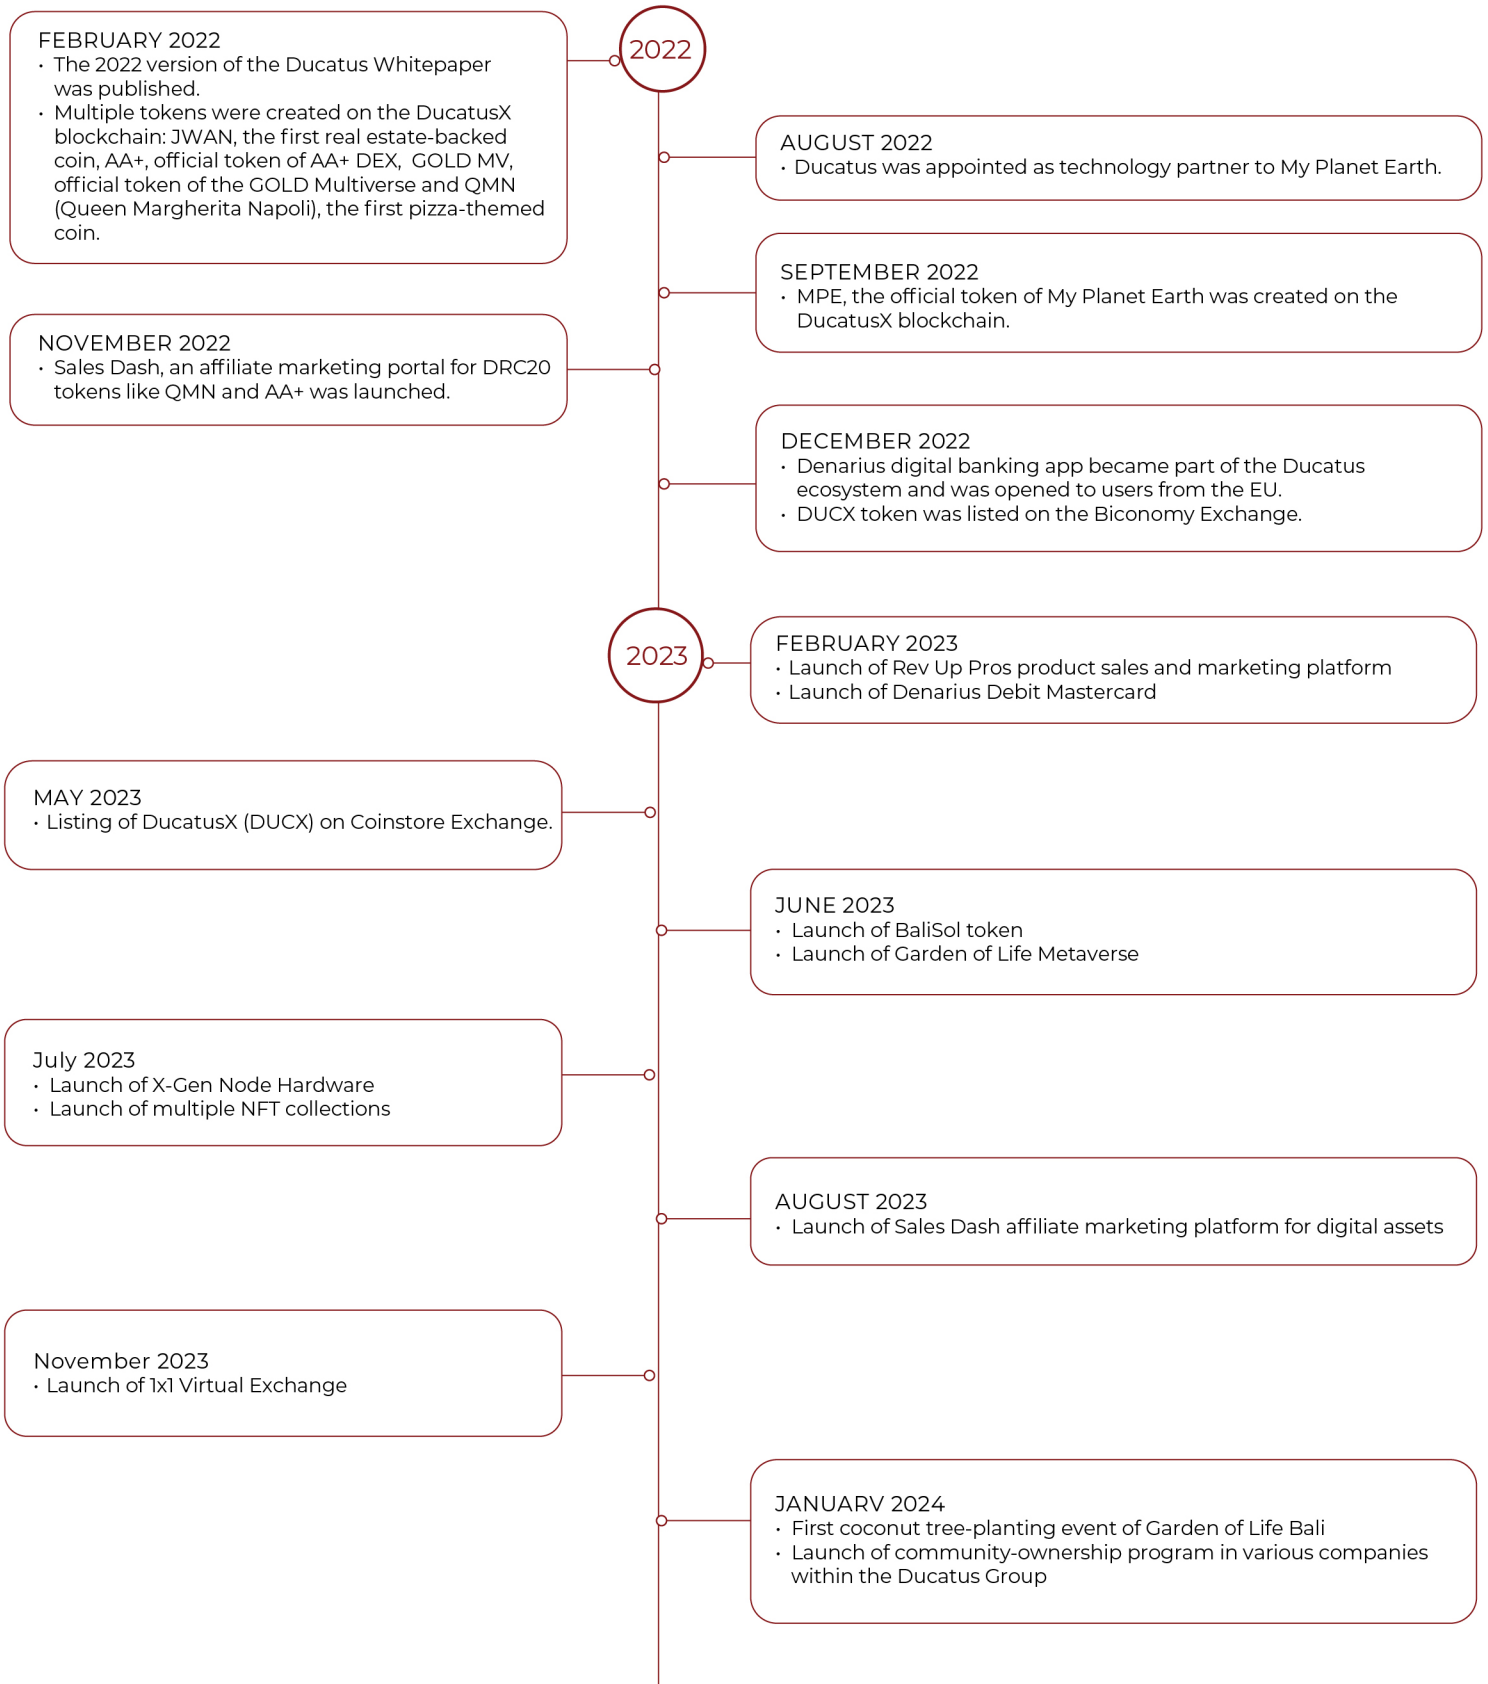 2022
FEBRUARY 2022
• The 2022 version of the Ducatus Whitepaper
was published.
• Multiple tokens were created on the DucatusX
blockchain: JWAN, the first real estate-backed
coin, AA+, official token of AA+ DEX, GOLD MV,
official token of the GOLD Multiverse and QMN
(Queen Margherita Napoli), the first pizza-themed
coin.
AUGUST 2022
• Ducatus was appointed as technology partner to My Planet Earth.
SEPTEMBER 2022
• MPE, the official token of My Planet Earth was created on the
DucatusX blockchain.
NOVEMBER 2022
• Sales Dash, an affiliate marketing portal for DRC20
tokens like QMN and AA+ was launched.
DECEMBER 2022
• Denarius digital banking app became part of the Ducatus
ecosystem and was opened to users from the EU.
• DUCX token was listed on the Biconomy Exchange.
2023
FEBRUARY 2023
• Launch of Rev Up Pros product sales and marketing platform
• Launch of Denarius Debit Mastercard
MAY 2023
• Listing of DucatusX (DUCX) on Coinstore Exchange.
JUNE 2023
• Launch of BaliSol token
• Launch of Garden of Life Metaverse
July 2023
• Launch of X-Gen Node Hardware
• Launch of multiple NFT collections
AUGUST 2023
• Launch of Sales Dash affiliate marketing platform for digital assets
November 2023
• Launch of 1x1 Virtual Exchange
JANUARV 2024
• First coconut tree-planting event of Garden of Life Bali
• Launch of community-ownership program in various companies
within the Ducatus Group